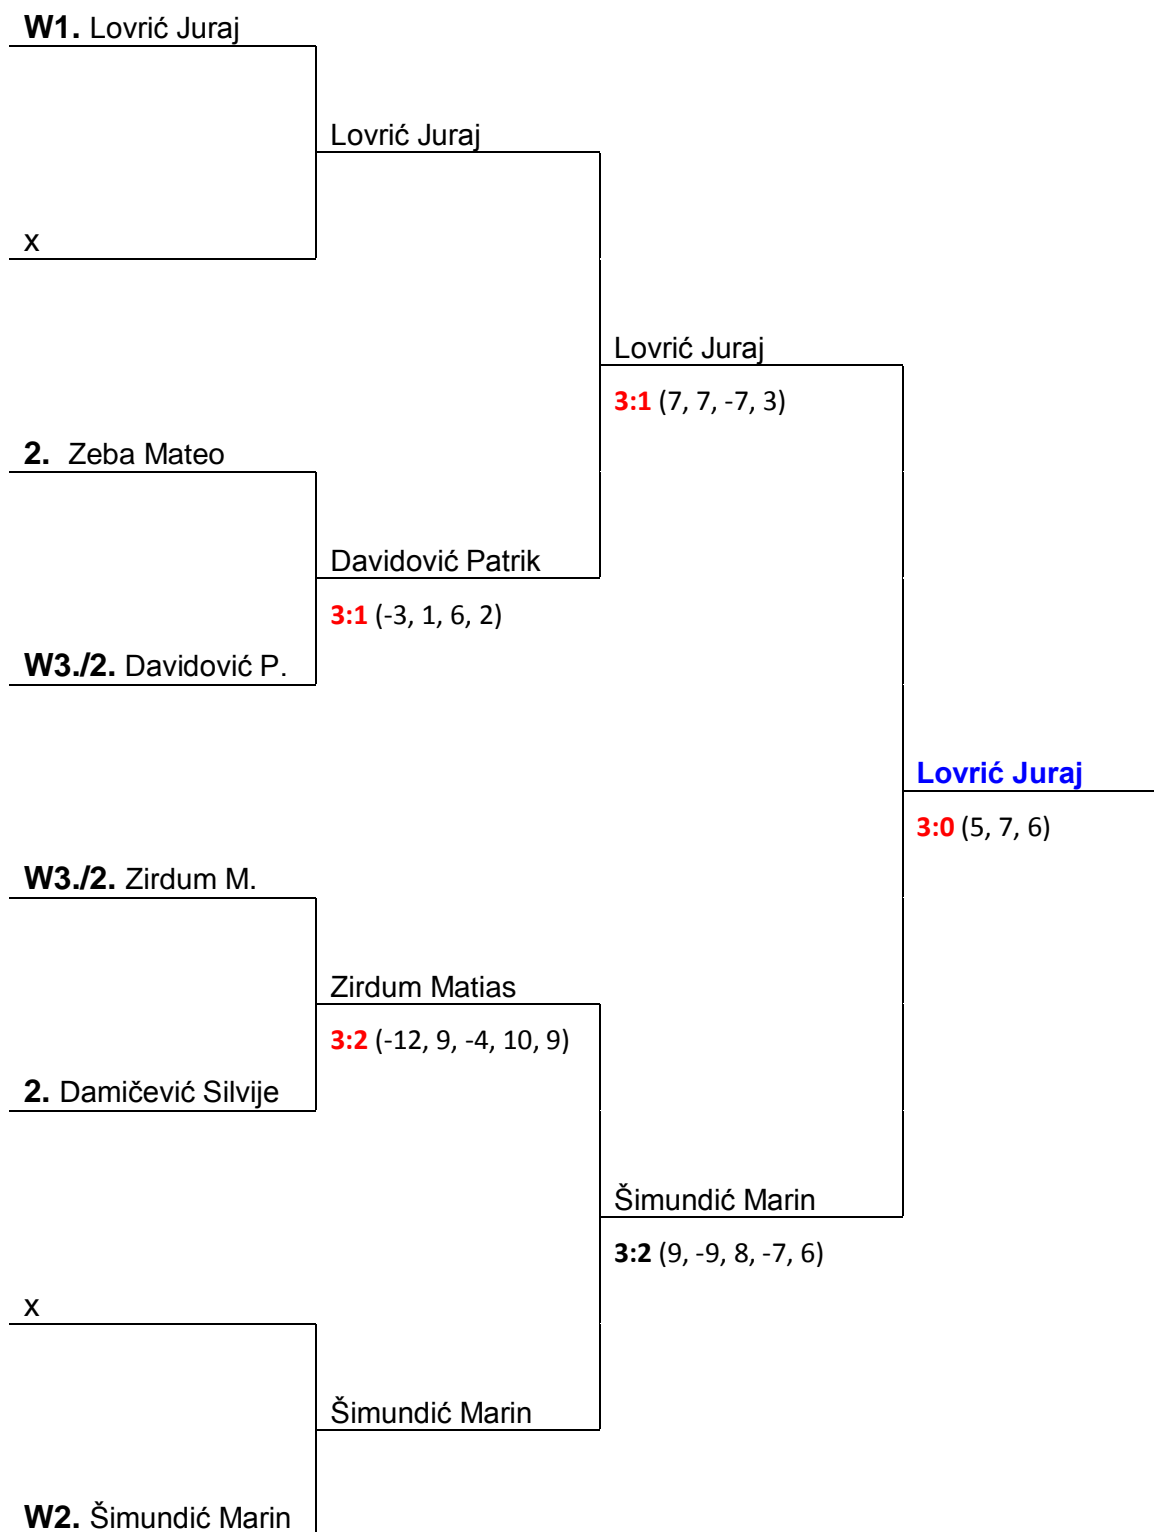 W1. Lovrić Juraj
Lovrić Juraj
x
Lovrić Juraj
3:1 (7, 7, -7, 3)
2. Zeba Mateo
Davidović Patrik
3:1 (-3, 1, 6, 2)
W3./2. Davidović P.
Lovrić Juraj
3:0 (5, 7, 6)
W3./2. Zirdum M.
Zirdum Matias
3:2 (-12, 9, -4, 10, 9)
2. Damičević Silvije
Šimundić Marin
3:2 (9, -9, 8, -7, 6)
x
Šimundić Marin
W2. Šimundić Marin